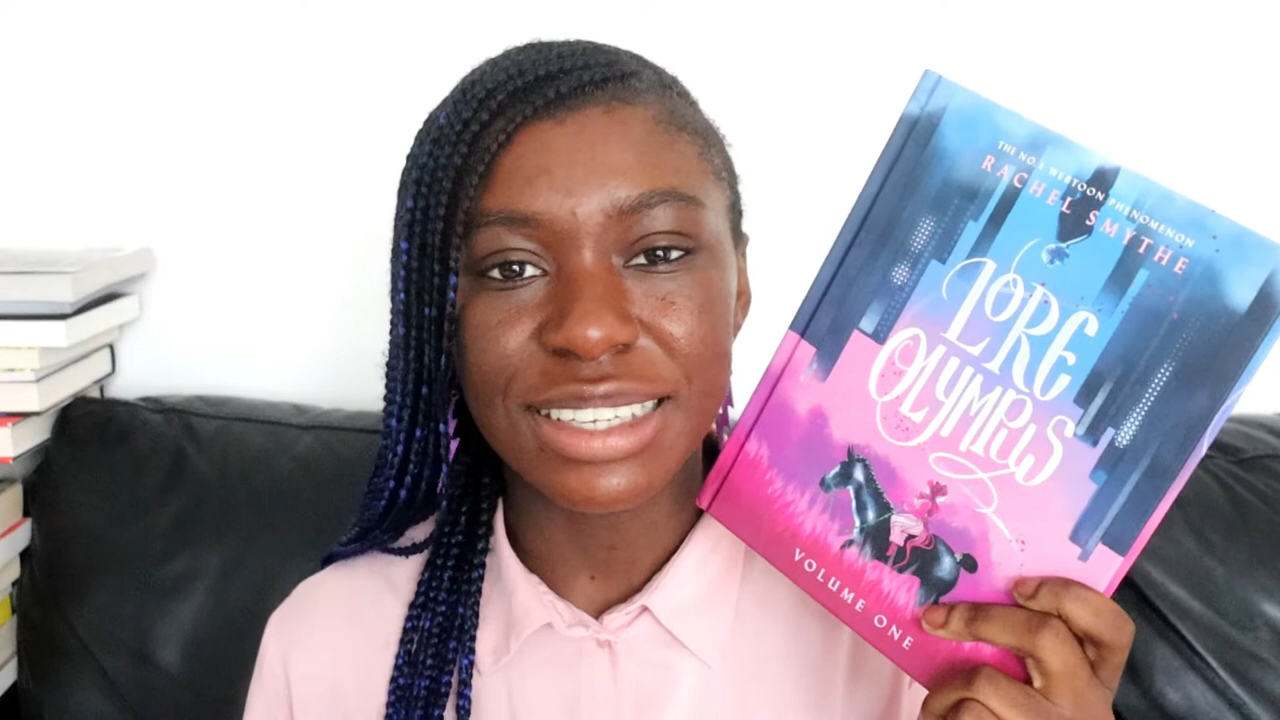 THE NO.1 WEBTOON PHENOMENON
RACHEL SMYTHE
LORE
OLYMPUS
VOLUME ONE